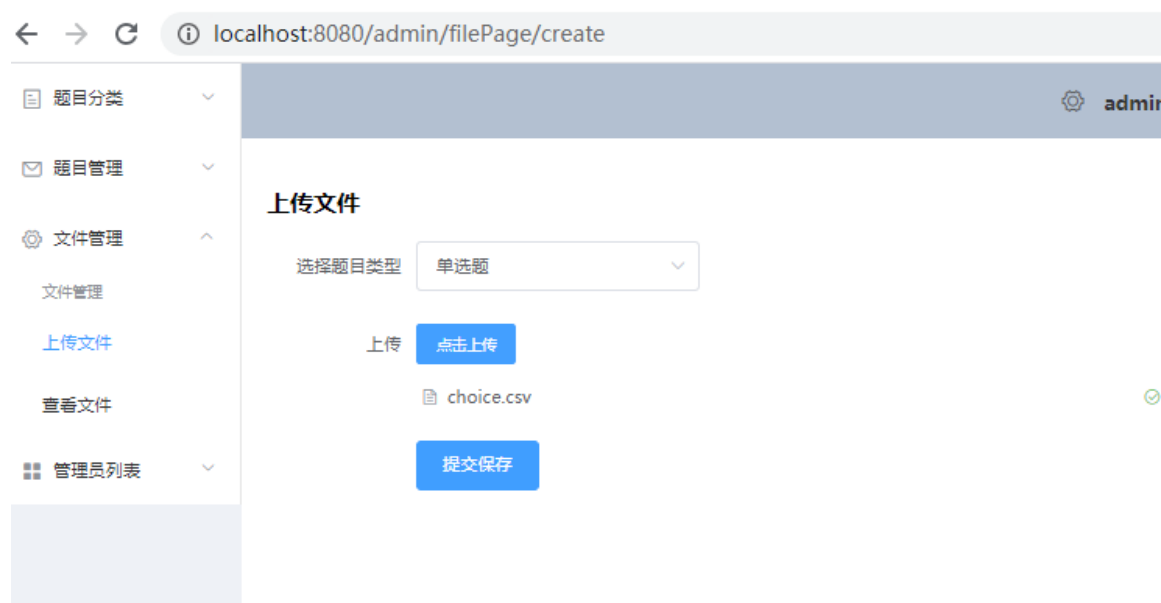 localhost:8080/admin/filePage/create
题目分类
admin
题目管理
上传文件
文件管理
选择题目类型 单选题
文件管理
上传文件
上传 点击上传
choice.csv
查看文件
提交保存
管理员列表